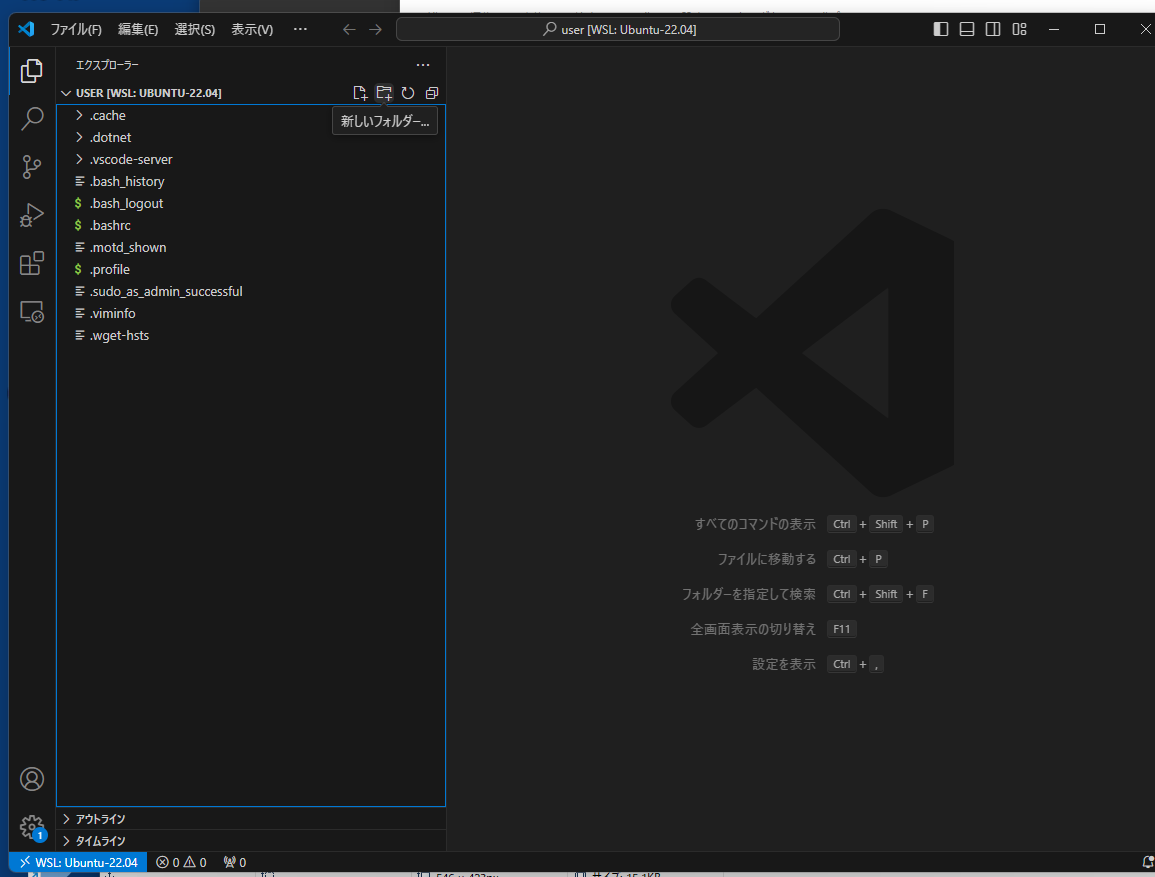 ファイル(F) 編集(E) 選択(S) 表示(V) ··· user [WSL: Ubuntu-22.04]
エクスプローラー ···
USER [WSL: UBUNTU-22.04]
新しいフォルダー...
.cache
.dotnet
.vscode-server
.bash_history
$ .bash_logout
$ .bashrc
.motd_shown
$ .profile
.sudo_as_admin_successful
.viminfo
.wget-hsts
すべてのコマンドの表示 Ctrl + Shift + P
ファイルに移動する Ctrl + P
フォルダーを指定して検索 Ctrl + Shift + F
全画面表示の切り替え F11
設定を表示 Ctrl + ,
1
アウトライン
タイムライン
WSL: Ubuntu-22.04 0 0 0